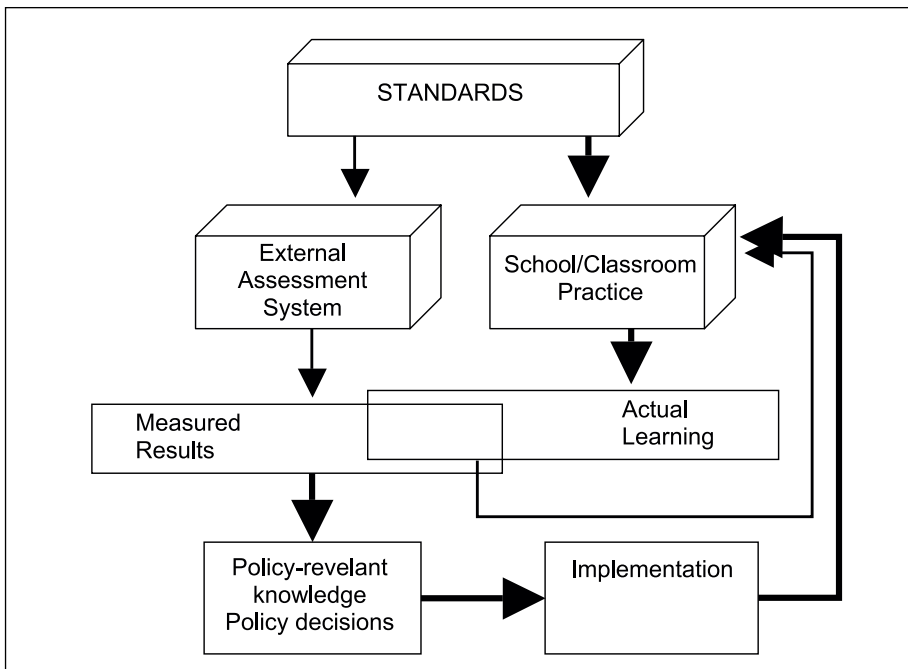 STANDARDS
External
Assessment
System
School/Classroom
Practice
Measured
Results
Actual
Learning
Policy-revelant
knowledge
Policy decisions
Implementation